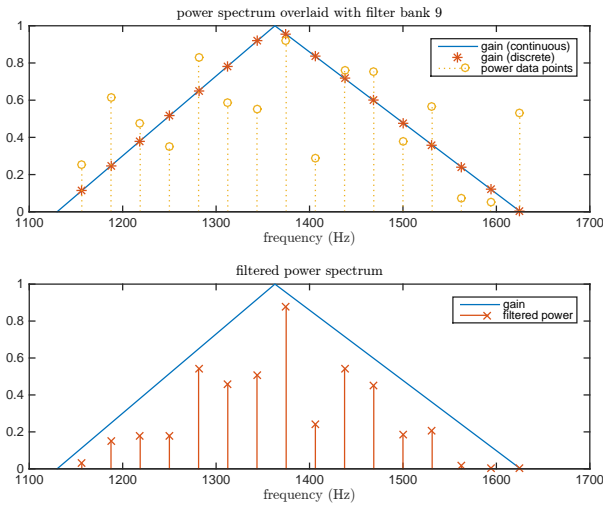 power spectrum overlaid with filter bank 9
1
0.8
0.6
0.4
0.2
0
gain (continuous)
gain (discrete)
power data points
1100 1200 1300 1400 1500 1600 1700
frequency (Hz)
filtered power spectrum
1
0.8
0.6
0.4
0.2
0
gain
filtered power
1100 1200 1300 1400 1500 1600 1700
frequency (Hz)